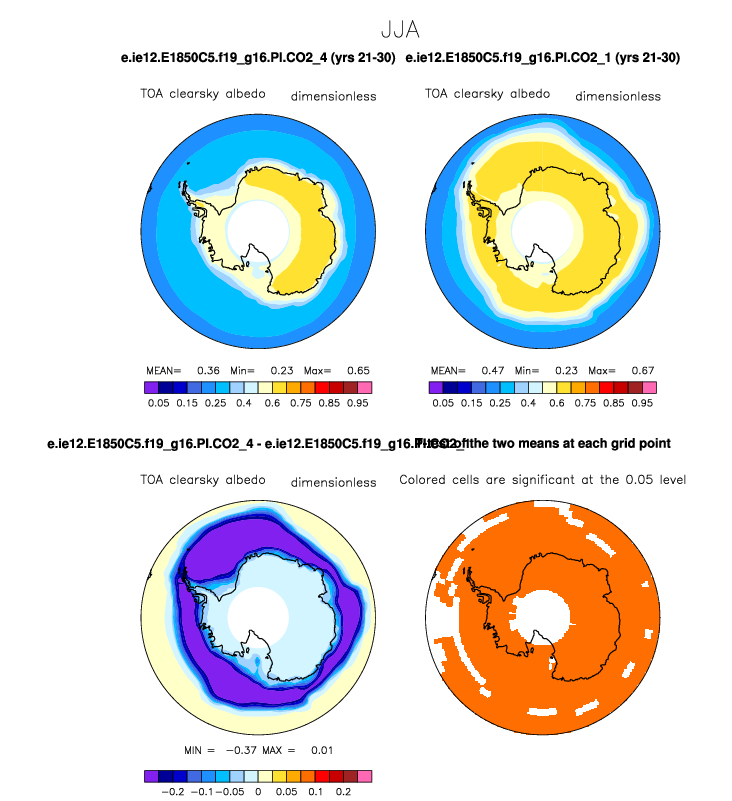 JJA
e.ie12.E1850C5.f19_g16.PI.CO2_4 (yrs 21-30) e.ie12.E1850C5.f19_g16.PI.CO2_1 (yrs 21-30)
TOA clearsky albedo dimensionless TOA clearsky albedo dimensionless
MEAN= 0.36 Min= 0.23 Max= 0.65 MEAN= 0.47 Min= 0.23 Max= 0.67
0.05 0.15 0.25 0.4 0.6 0.75 0.85 0.95 0.05 0.15 0.25 0.4 0.6 0.75 0.85 0.95
e.ie12.E1850C5.f19_g16.PI.CO2_4 - e.ie12.E1850C5.f19_g16.PI.CO2_1 of the two means at each grid point
TOA clearsky albedo dimensionless Colored cells are significant at the 0.05 level
MIN = -0.37 MAX = 0.01
-0.2 -0.1 -0.05 0 0.05 0.1 0.2